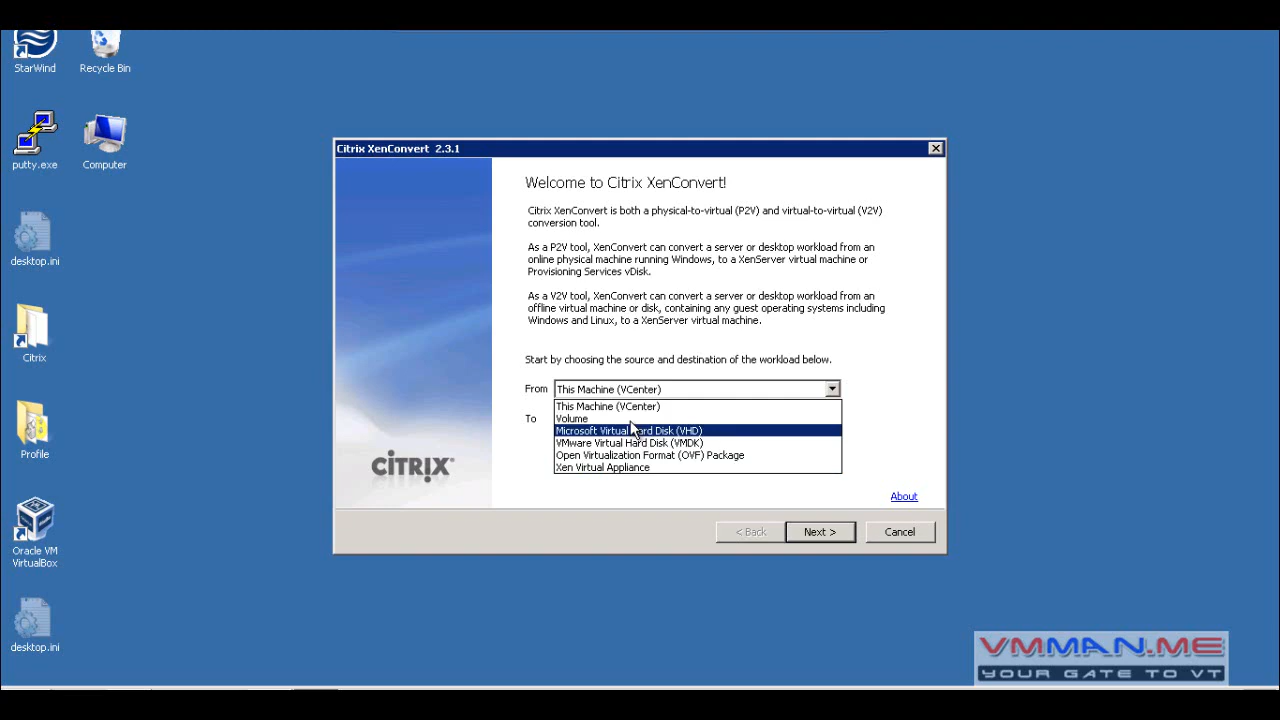 StarWind
Recycle Bin
putty.exe
Computer
desktop.ini
Citrix
Profile
Oracle VM
VirtualBox
desktop.ini
Citrix XenConvert 2.3.1
Welcome to Citrix XenConvert!
Citrix XenConvert is both a physical-to-virtual (P2V) and virtual-to-virtual (V2V)
conversion tool.
As a P2V tool, XenConvert can convert a server or desktop workload from an
online physical machine running Windows, to a XenServer virtual machine or
Provisioning Services vDisk.
As a V2V tool, XenConvert can convert a server or desktop workload from an
offline virtual machine or disk, containing any guest operating systems including
Windows and Linux, to a XenServer virtual machine.
Start by choosing the source and destination of the workload below.
From This Machine (VCenter)
This Machine (VCenter)
To Volume
Microsoft Virtual Hard Disk (VHD)
VMware Virtual Hard Disk (VMDK)
Open Virtualization Format (OVF) Package
Xen Virtual Appliance
CITRIX
About
< Back Next > Cancel
VMMAN.ME
YOUR GATE TO VT